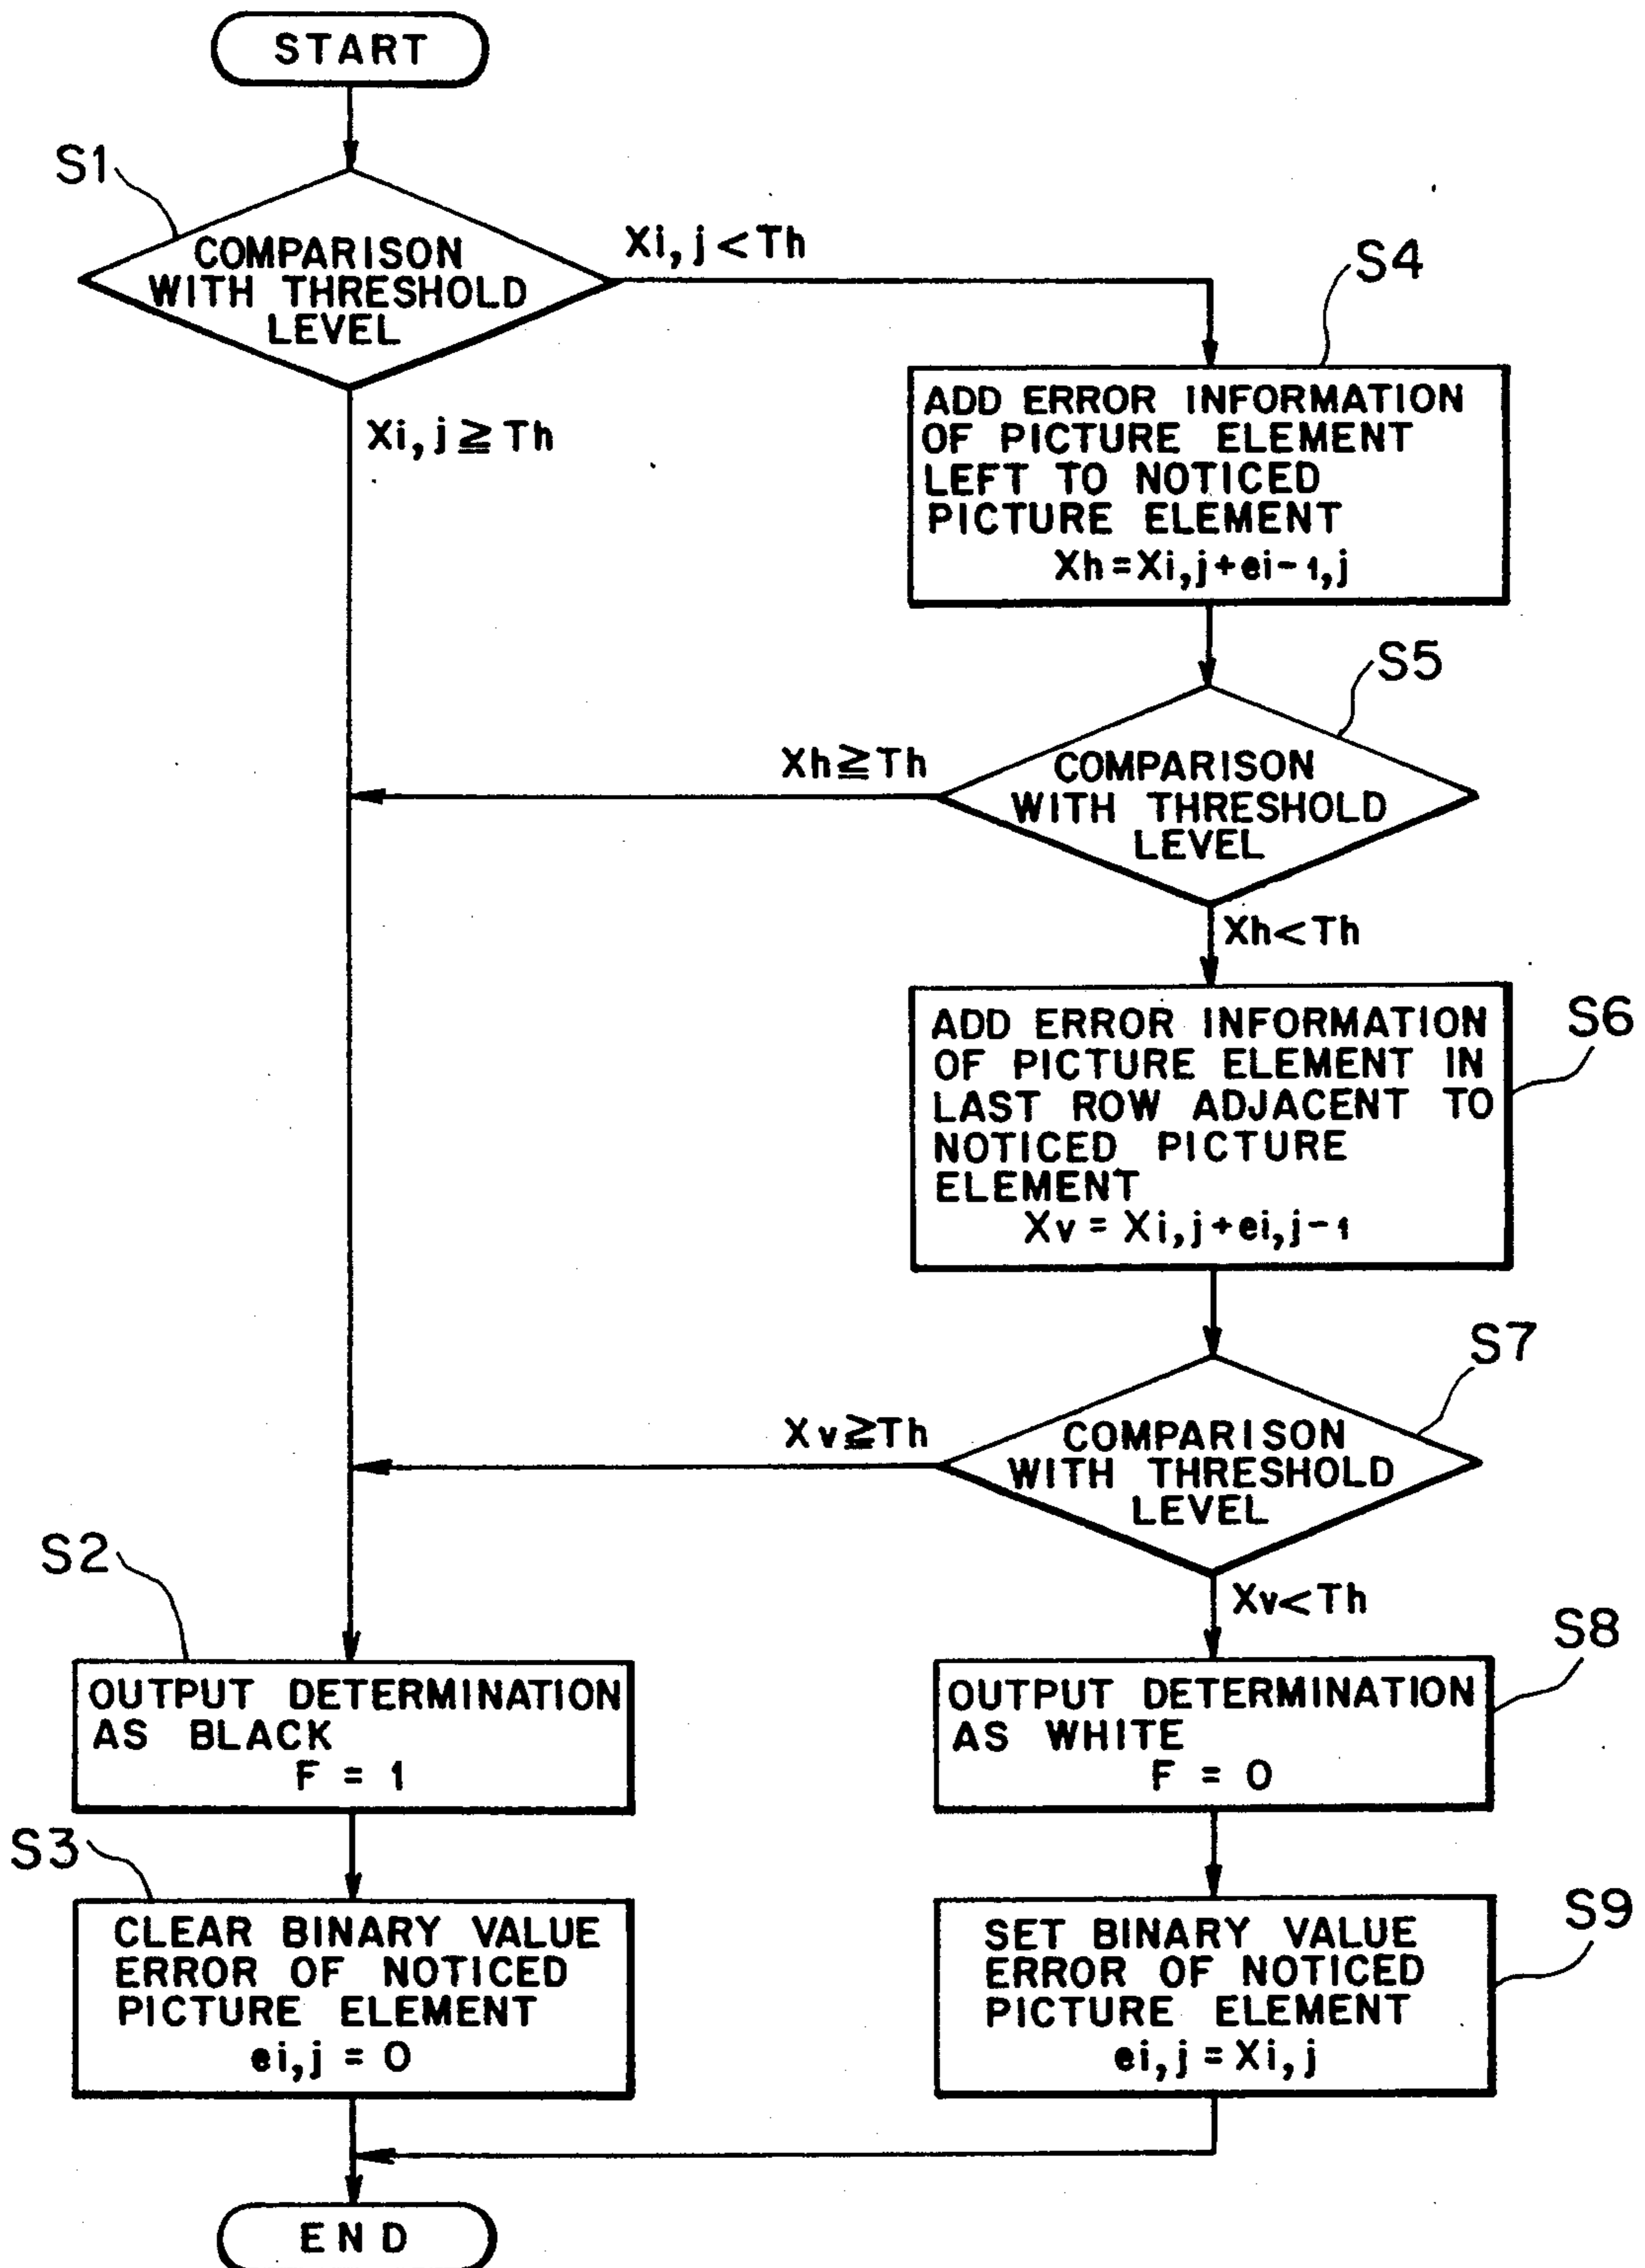 START
S1
COMPARISON
WITH THRESHOLD
LEVEL
Xi,j<Th
Xi,j≧Th
S4
ADD ERROR INFORMATION
OF PICTURE ELEMENT
LEFT TO NOTICED
PICTURE ELEMENT
Xh=Xi,j+ei-1,j
S5
COMPARISON
WITH THRESHOLD
LEVEL
Xh≧Th
Xh<Th
S6
ADD ERROR INFORMATION
OF PICTURE ELEMENT IN
LAST ROW ADJACENT TO
NOTICED PICTURE
ELEMENT
Xv = Xi,j+ei,j-1
S7
COMPARISON
WITH THRESHOLD
LEVEL
Xv≧Th
Xv<Th
S2
OUTPUT DETERMINATION
AS BLACK
F = 1
S8
OUTPUT DETERMINATION
AS WHITE
F = 0
S3
CLEAR BINARY VALUE
ERROR OF NOTICED
PICTURE ELEMENT
ei,j = 0
S9
SET BINARY VALUE
ERROR OF NOTICED
PICTURE ELEMENT
ei,j = Xi,j
END